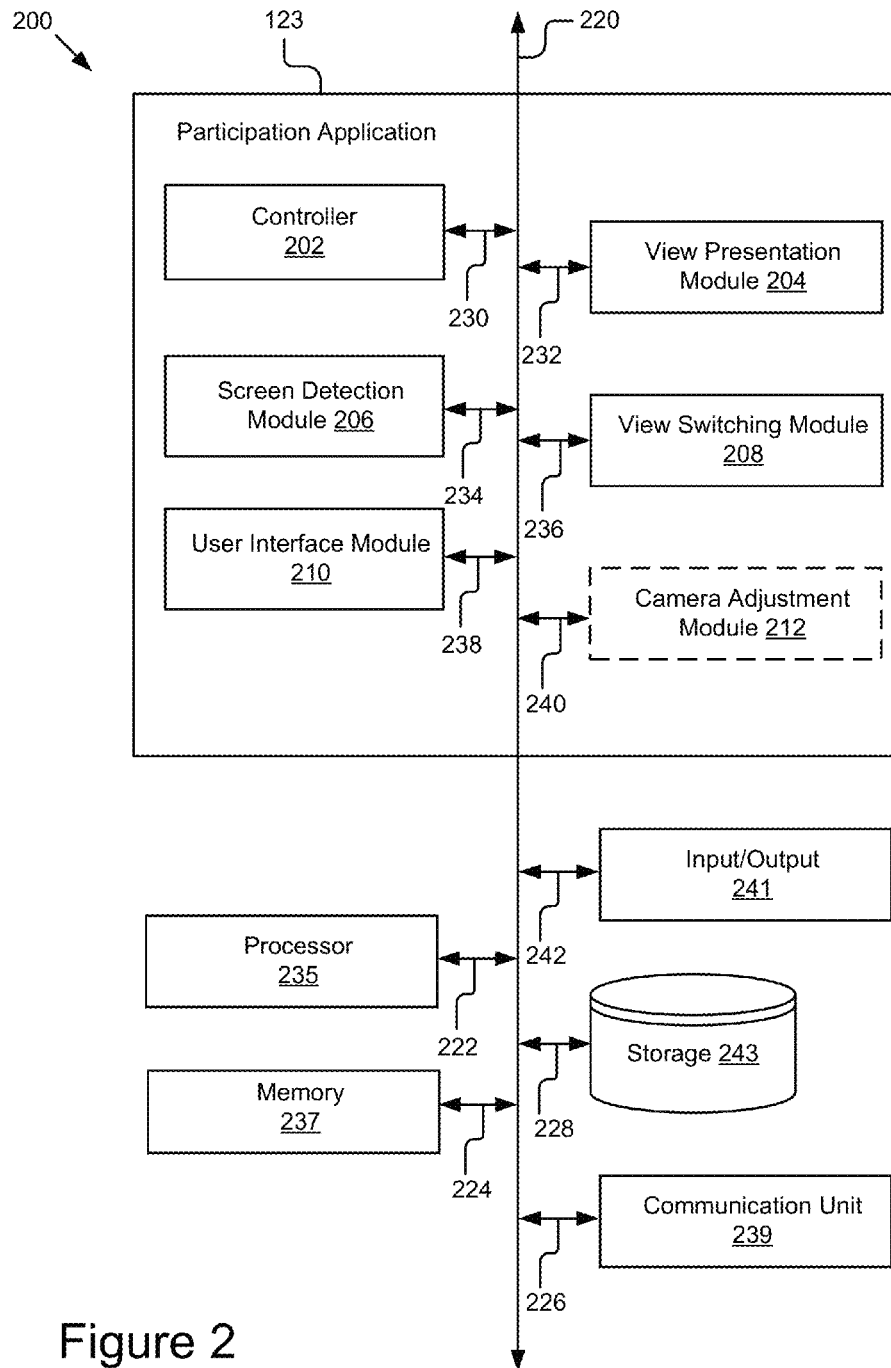 200
123
220
Participation Application
Controller
202
230
View Presentation
Module 204
232
Screen Detection
Module 206
234
View Switching Module
208
236
User Interface Module
210
238
Camera Adjustment
Module 212
240
Input/Output
241
242
Processor
235
222
Storage 243
228
Memory
237
224
Communication Unit
239
226
Figure 2